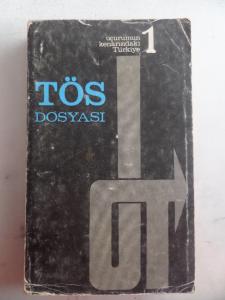 uçurumun
kenarındaki
Türkiye
1
TÖS
DOSYASI